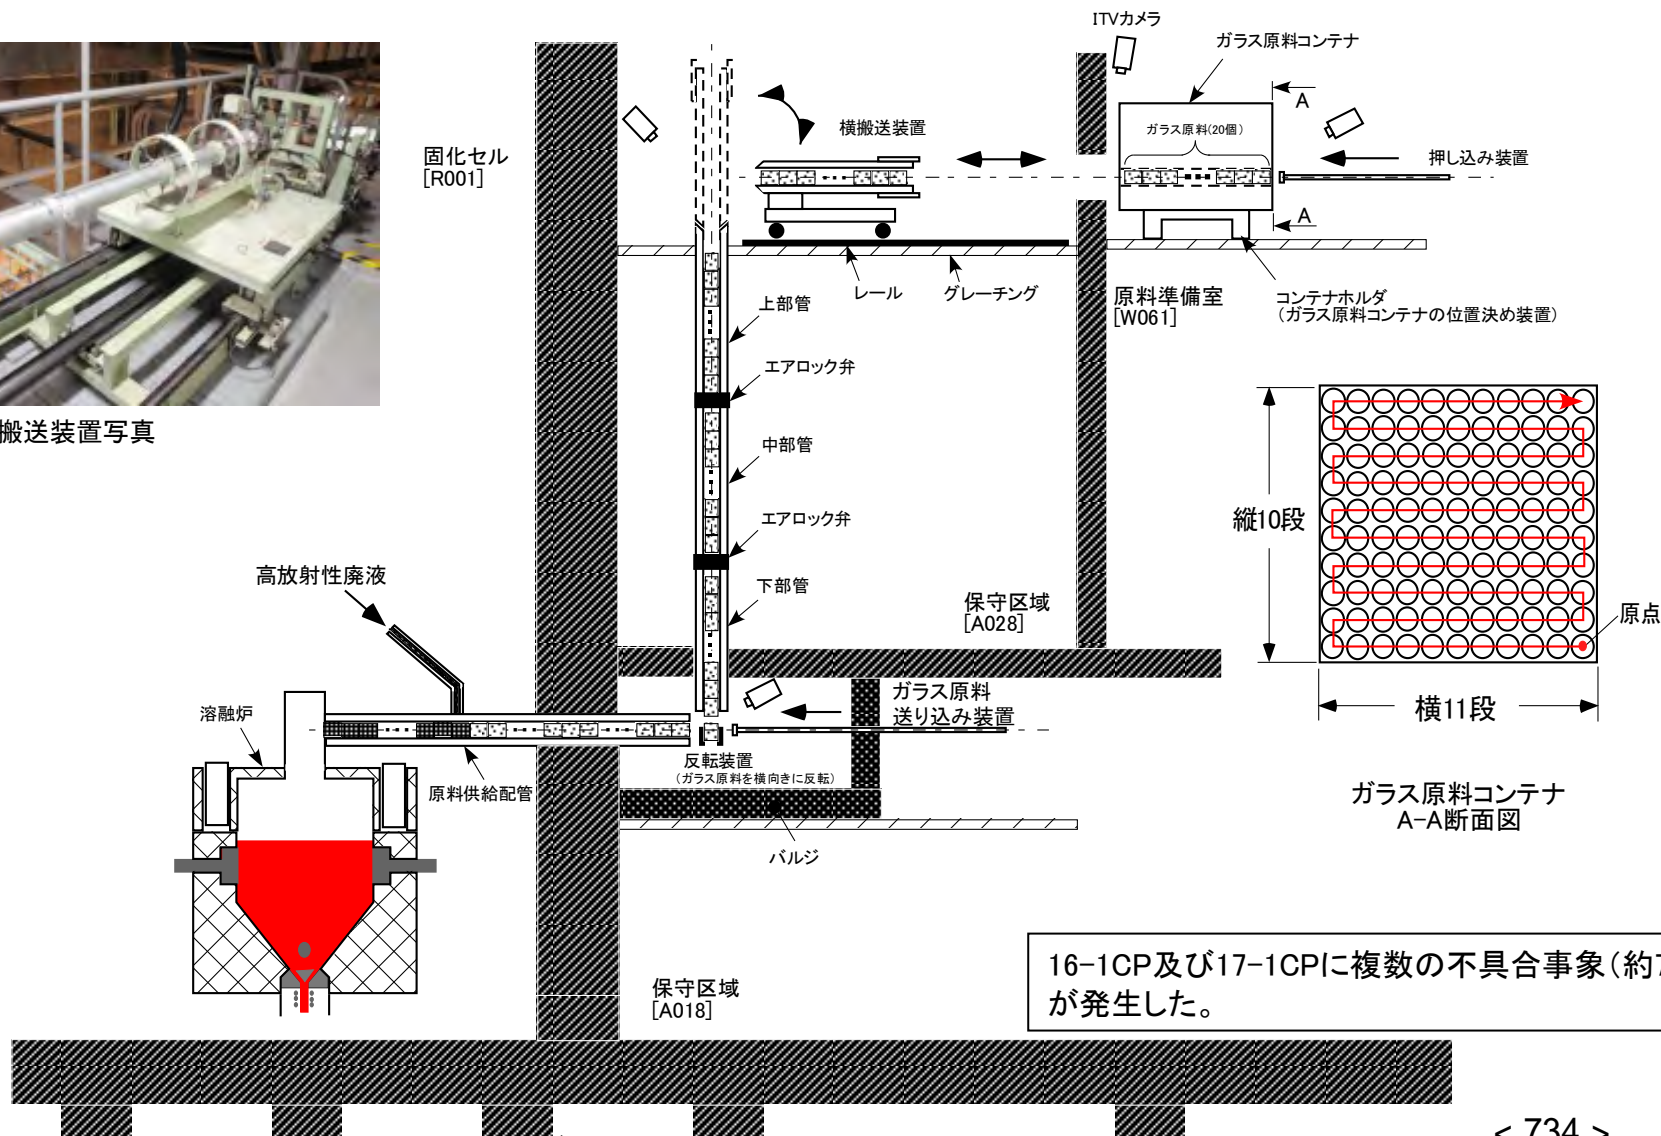 ITVカメラ
ガラス原料コンテナ
A
ガラス原料(20個)
横搬送装置
押し込み装置
固化セル
[R001]
A
レール
グレーチング
原料準備室
[W061]
コンテナホルダ
(ガラス原料コンテナの位置決め装置)
上部管
エアロック弁
搬送装置写真
中部管
縦10段
エアロック弁
高放射性廃液
下部管
保守区域
[A028]
原点
ガラス原料
送り込み装置
溶融炉
横11段
反転装置
(ガラス原料を横向きに反転)
原料供給配管
ガラス原料コンテナ
A-A断面図
バルジ
16-1CP及び17-1CPに複数の不具合事象(約7
が発生した。
保守区域
[A018]
< 734 >